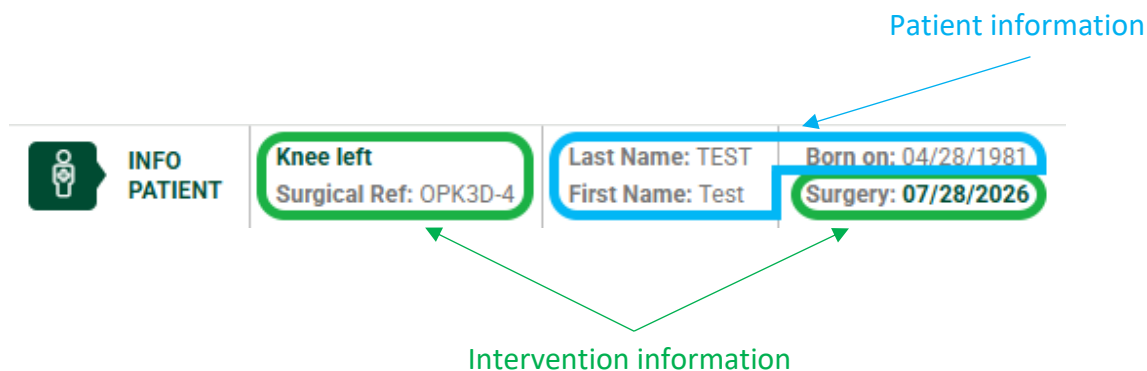 Patient information
INFO
PATIENT
Knee left
Surgical Ref: OPK3D-4
Last Name: TEST
First Name: Test
Born on: 04/28/1981
Surgery: 07/28/2026
Intervention information